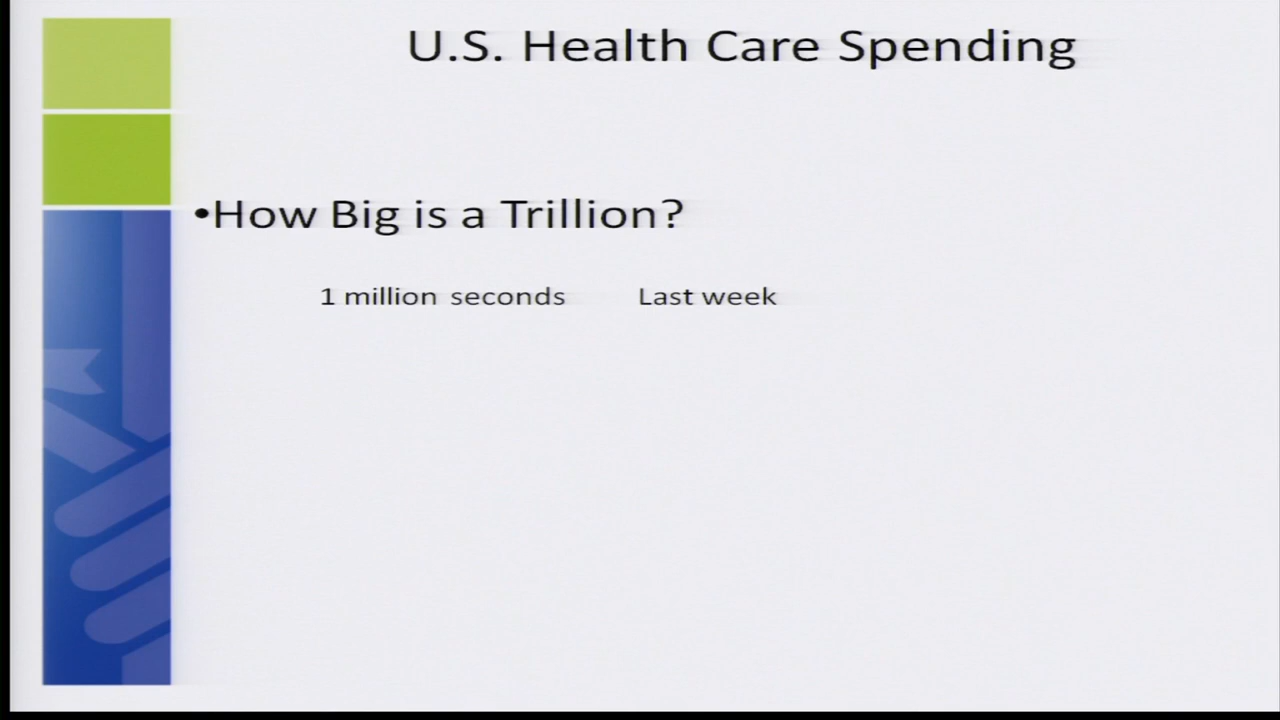 U.S. Health Care Spending
•How Big is a Trillion?
1 million seconds Last week